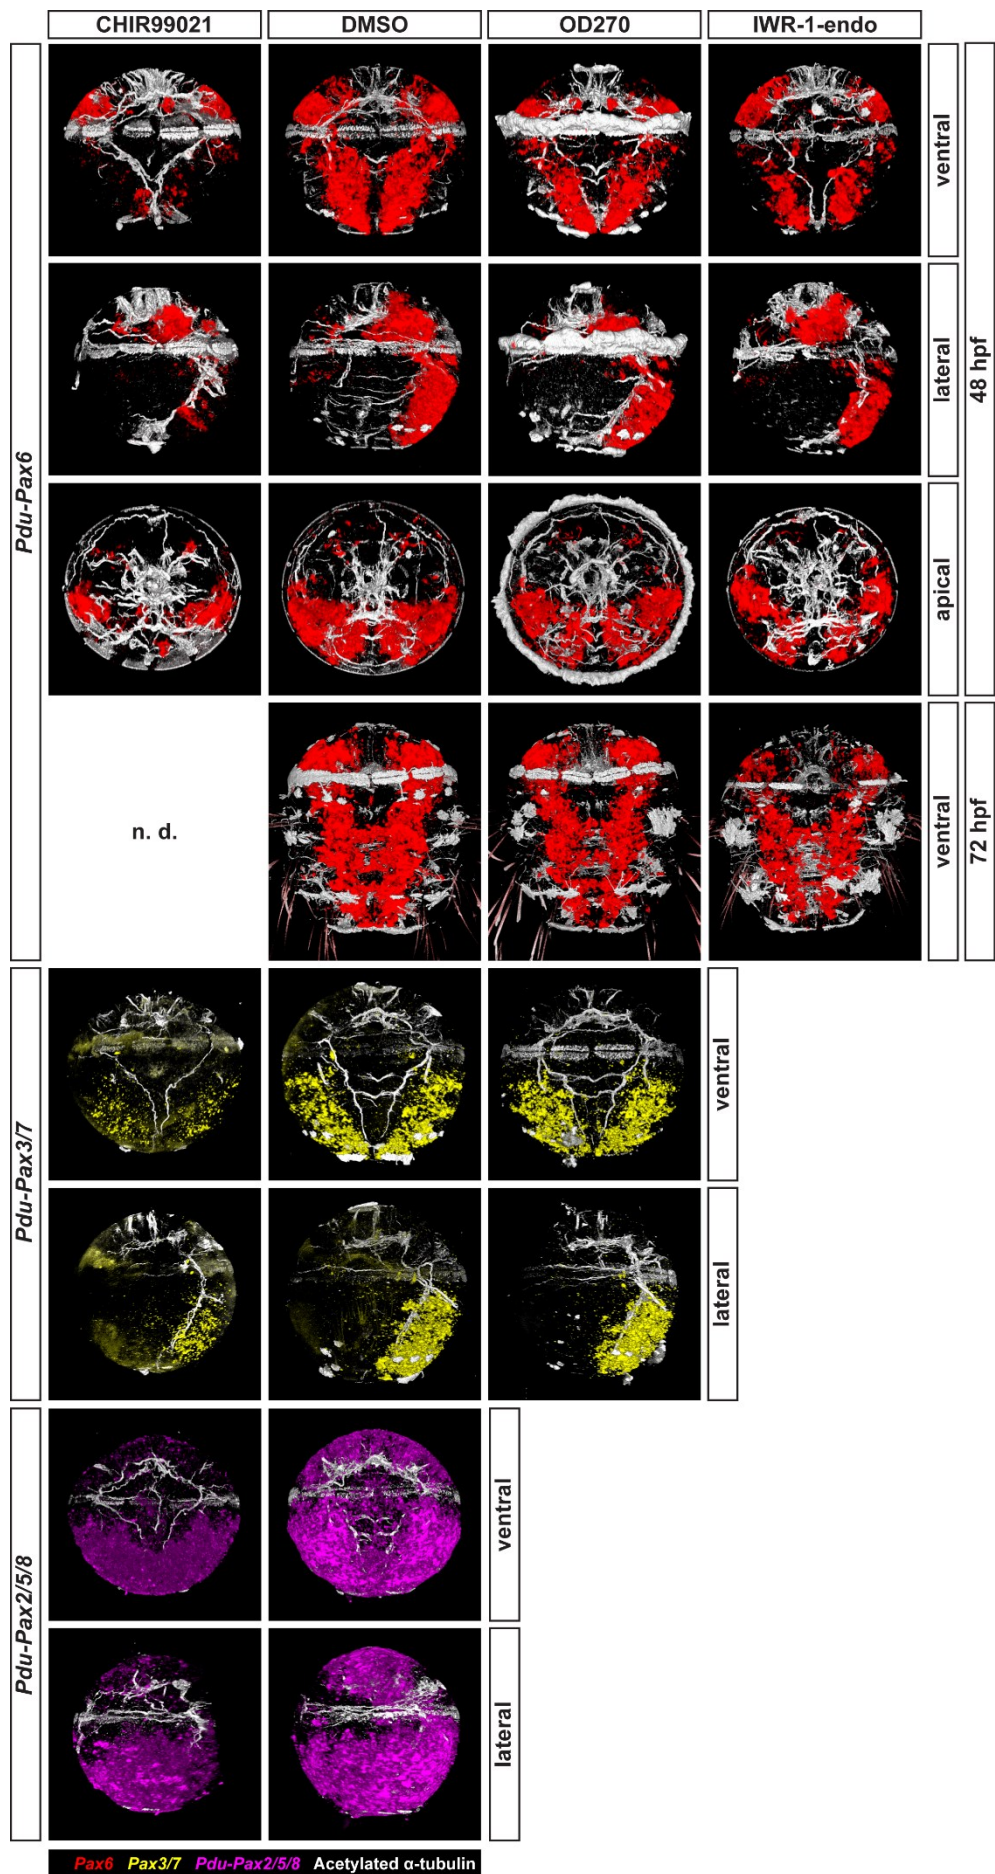 CHIR99021 DMSO OD270 IWR-1-endo
Pdu-Pax6
ventral
lateral
apical
48 hpf
n. d.
ventral
72 hpf
Pdu-Pax3/7
ventral
lateral
Pdu-Pax2/5/8
ventral
lateral
Pax6 Pax3/7 Pdu-Pax2/5/8 Acetylated α-tubulin